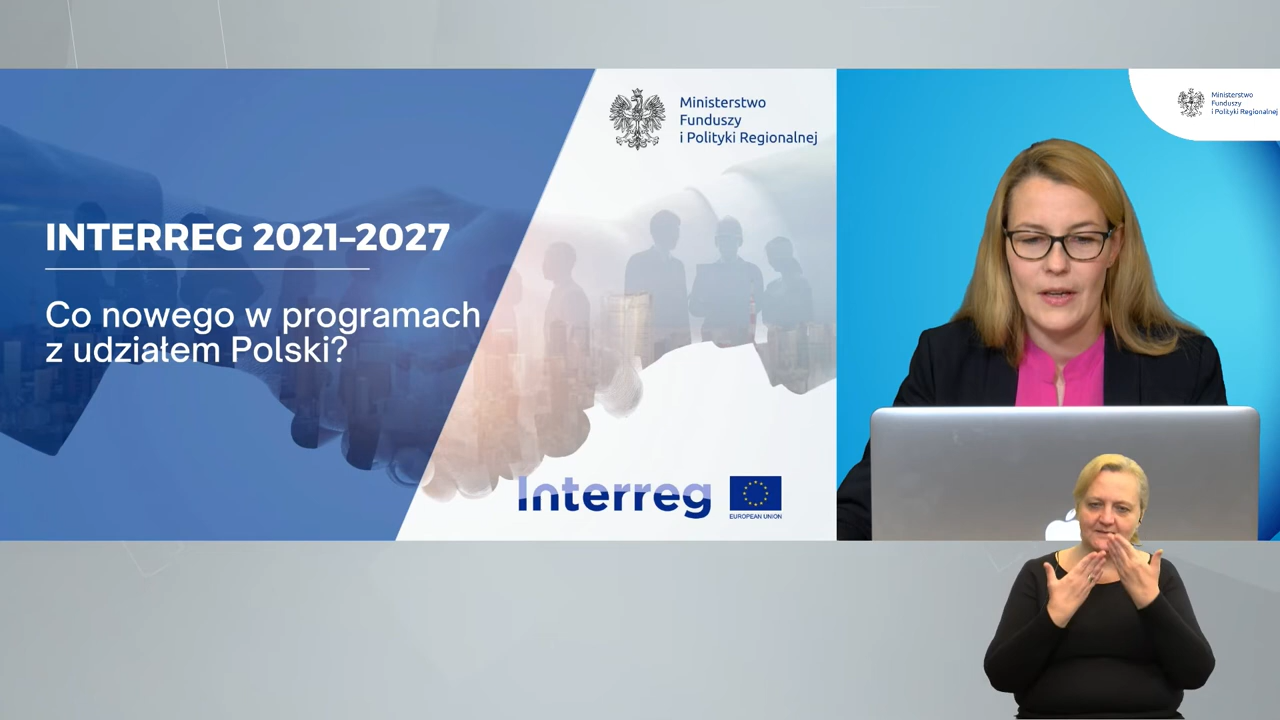 INTERREG 2021–2027
Co nowego w programach
z udziałem Polski?
Ministerstwo
Funduszy
i Polityki Regionalnej
Interreg
EUROPEAN UNION
Ministerstwo
Funduszy
i Polityki Regionalnej